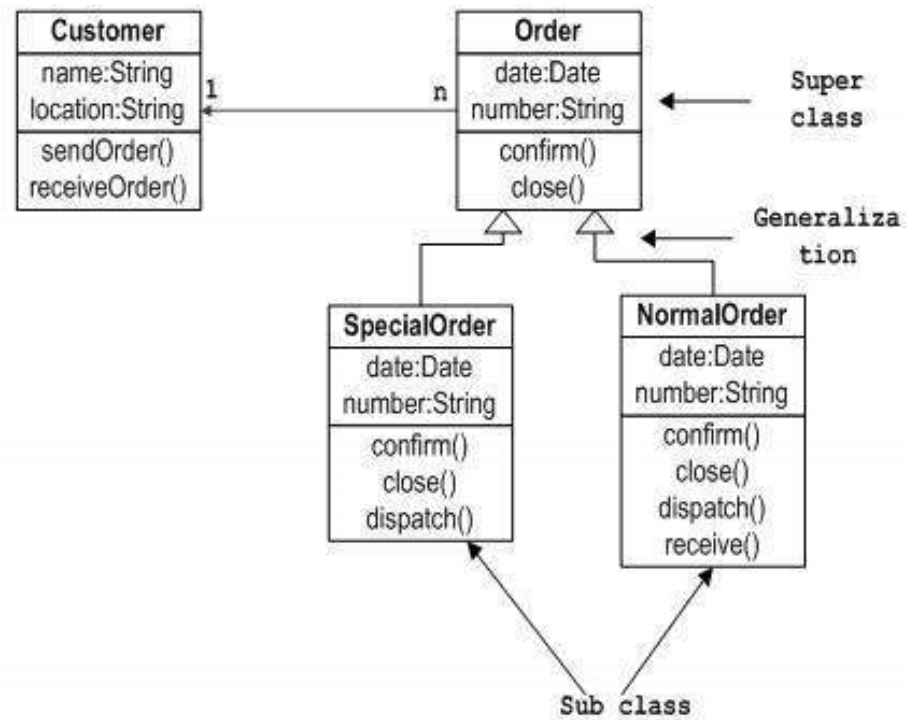 Customer
name:String
location:String
sendOrder()
receiveOrder()
1
n
Order
date:Date
number:String
confirm()
close()
Super
class
Generaliza
tion
SpecialOrder
date:Date
number:String
confirm()
close()
dispatch()
NormalOrder
date:Date
number:String
confirm()
close()
dispatch()
receive()
Sub class